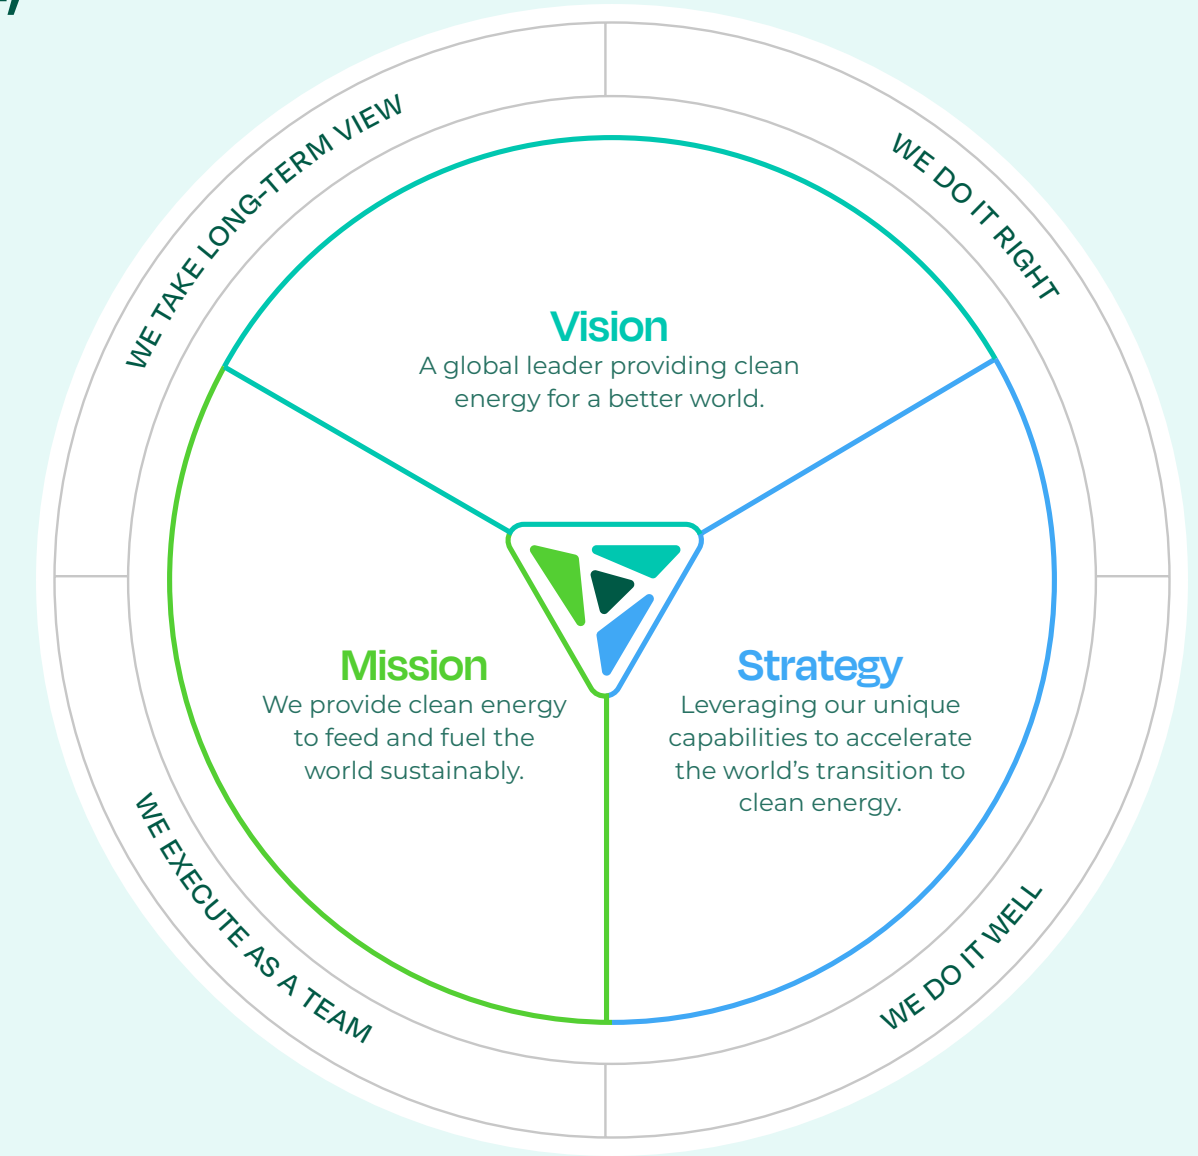 WE TAKE LONG-TERM VIEW
WE DO IT RIGHT
Vision
A global leader providing clean
energy for a better world.
Mission
We provide clean energy
to feed and fuel the
world sustainably.
Strategy
Leveraging our unique
capabilities to accelerate
the world’s transition to
clean energy.
WE EXECUTE AS A TEAM
WE DO IT WELL